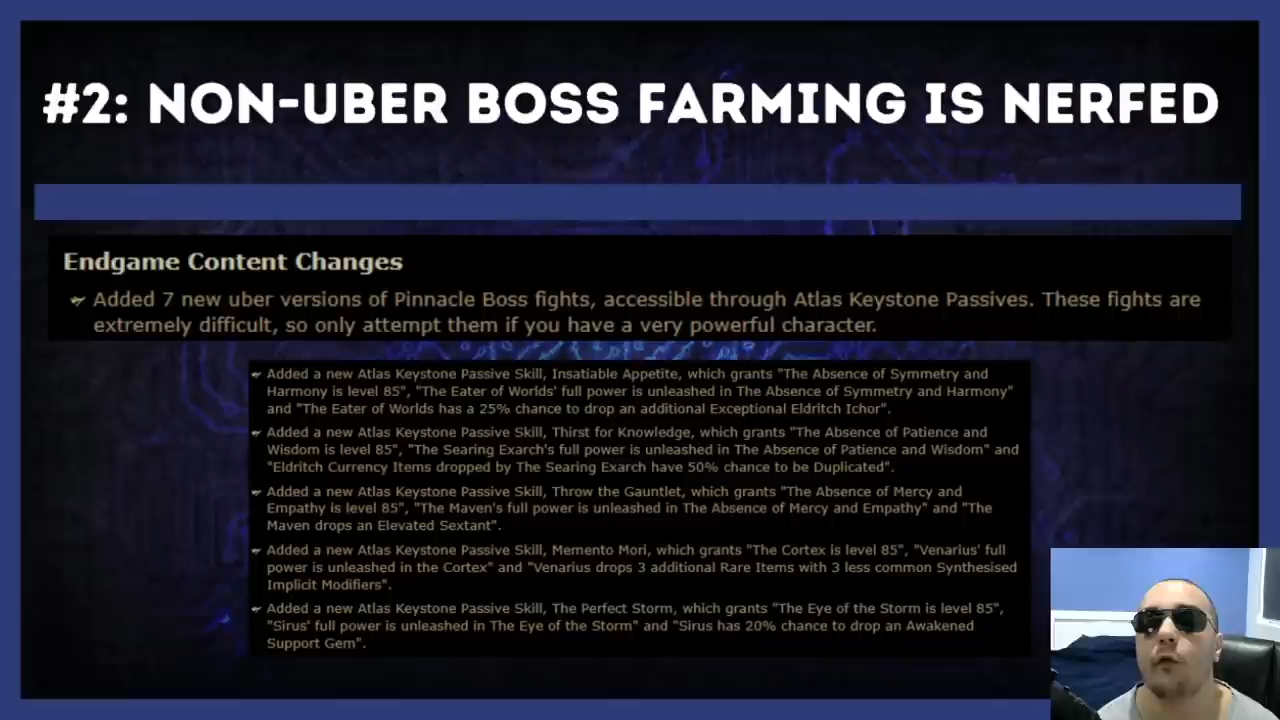 #2: NON-UBER BOSS FARMING IS NERFED
Endgame Content Changes
Added 7 new uber versions of Pinnacle Boss fights, accessible through Atlas Keystone Passives. These fights are
extremely difficult, so only attempt them if you have a very powerful character.
Added a new Atlas Keystone Passive Skill, Insatiable Appetite, which grants "The Absence of Symmetry and
Harmony is level 85", "The Eater of Worlds' full power is unleashed in The Absence of Symmetry and Harmony"
and "The Eater of Worlds has a 25% chance to drop an additional Exceptional Eldritch Ichor".
Added a new Atlas Keystone Passive Skill, Thirst for Knowledge, which grants "The Absence of Patience and
Wisdom is level 85", "The Searing Exarch's full power is unleashed in The Absence of Patience and Wisdom" and
"Eldritch Currency Items dropped by The Searing Exarch have 50% chance to be Duplicated".
Added a new Atlas Keystone Passive Skill, Throw the Gauntlet, which grants "The Absence of Mercy and
Empathy is level 85", "The Maven's full power is unleashed in The Absence of Mercy and Empathy" and "The
Maven drops an Elevated Sextant".
Added a new Atlas Keystone Passive Skill, Memento Mori, which grants "The Cortex is level 85", "Venarius' full
power is unleashed in the Cortex" and "Venarius drops 3 additional Rare Items with 3 less common Synthesised
Implicit Modifiers".
Added a new Atlas Keystone Passive Skill, The Perfect Storm, which grants "The Eye of the Storm is level 85",
"Sirus' full power is unleashed in The Eye of the Storm" and "Sirus has 20% chance to drop an Awakened
Support Gem".